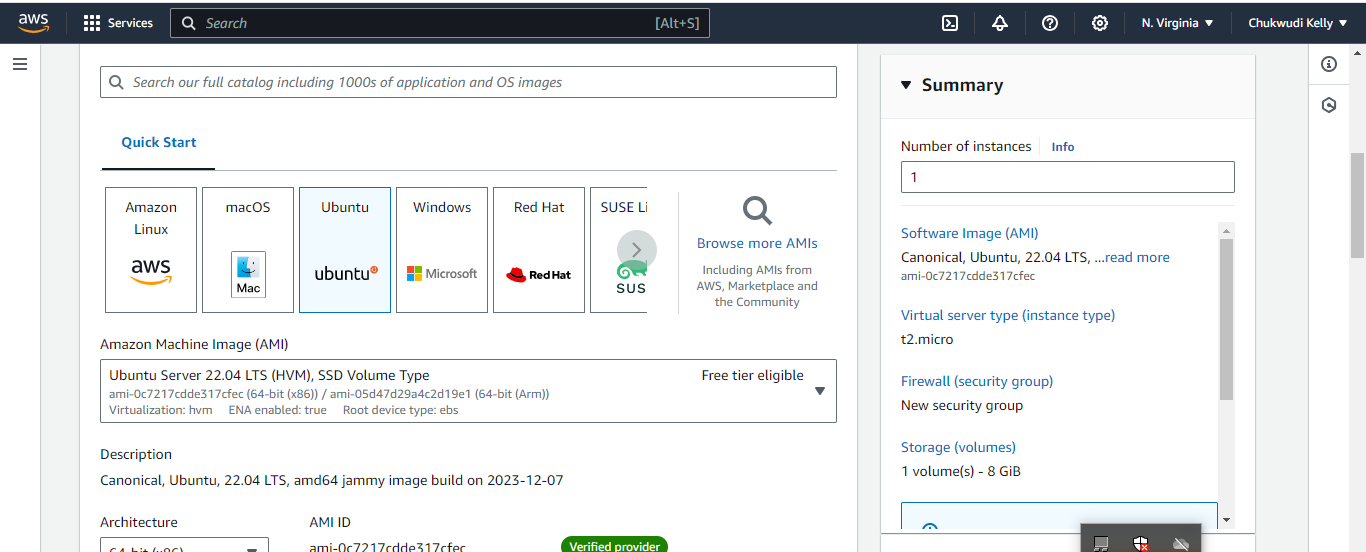 aws
Services
Search
[Alt+S]
N. Virginia
Chukwudi Kelly
Search our full catalog including 1000s of application and OS images
Quick Start
Amazon
Linux
aws
macOS
Mac
Ubuntu
ubuntu
Windows
Microsoft
Red Hat
Red Hat
SUSE Li
SUS
Browse more AMIs
Including AMIs from
AWS, Marketplace and
the Community
Amazon Machine Image (AMI)
Ubuntu Server 22.04 LTS (HVM), SSD Volume Type
Free tier eligible
ami-0c7217cdde317cfec (64-bit (x86)) / ami-05d47d29a4c2d19e1 (64-bit (Arm))
Virtualization: hvm ENA enabled: true Root device type: ebs
Description
Canonical, Ubuntu, 22.04 LTS, amd64 jammy image build on 2023-12-07
Architecture
64-bit (x86)
AMI ID
ami-0c7217cdde317cfec
Verified provider
Summary
Number of instances
Info
1
Software Image (AMI)
Canonical, Ubuntu, 22.04 LTS, ...read more
ami-0c7217cdde317cfec
Virtual server type (instance type)
t2.micro
Firewall (security group)
New security group
Storage (volumes)
1 volume(s) - 8 GiB